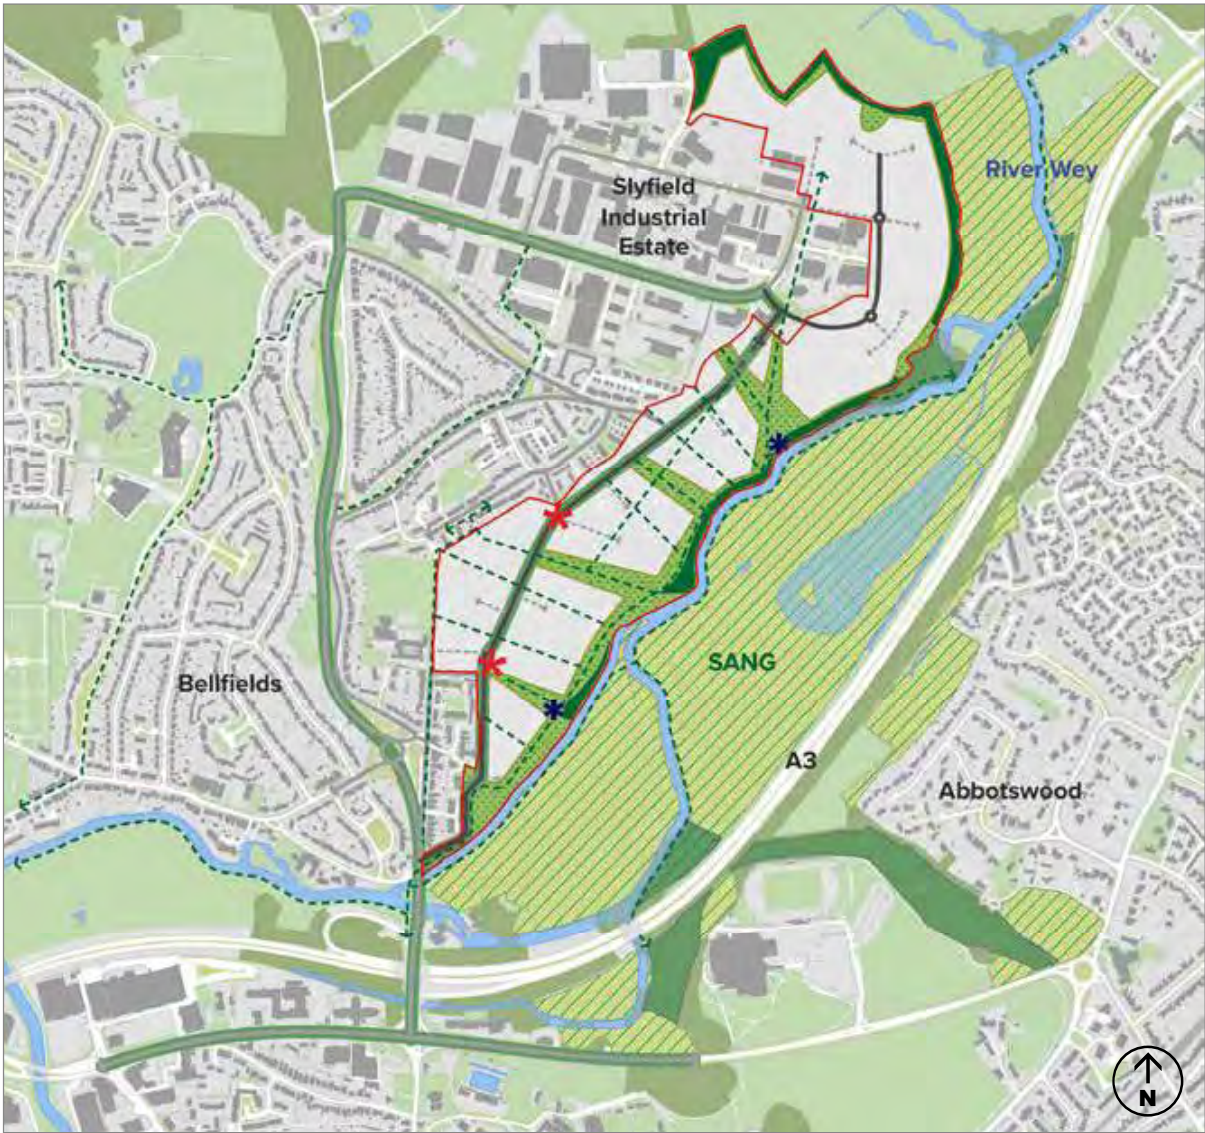 Slyfield
Industrial
Estate
River Wey
SANG
Bellfields
A3
Abbotswood
N